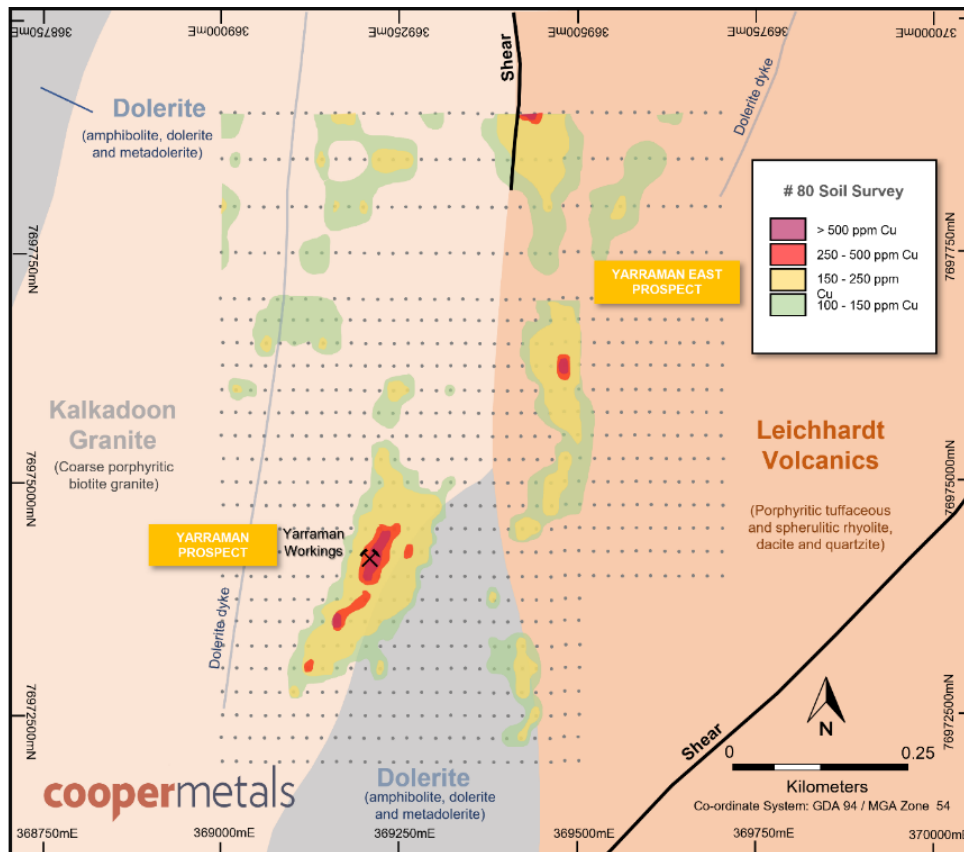 368750mE
369000mE
369250mE
369500mE
369750mE
370000mE
Shear
Dolerite dyke
Dolerite
(amphibolite, dolerite
and metadolerite)
# 80 Soil Survey
> 500 ppm Cu
250 - 500 ppm Cu
150 - 250 ppm
Cu
100 - 150 ppm Cu
7697750mN
7697750mN
YARRAMAN EAST
PROSPECT
Kalkadoon
Granite
(Coarse porphyritic
biotite granite)
Leichhardt
Volcanics
(Porphyritic tuffaceous
and spherulitic rhyolite,
dacite and quartzite)
76975000mN
76975000mN
YARRAMAN
PROSPECT
Yarraman
Workings
Dolerite dyke
76972500mN
76972500mN
Shear
N
0
0.25
Kilometers
Co-ordinate System: GDA 94 / MGA Zone 54
coopermetals
Dolerite
(amphibolite, dolerite
and metadolerite)
368750mE
369000mE
369250mE
369500mE
369750mE
370000mE